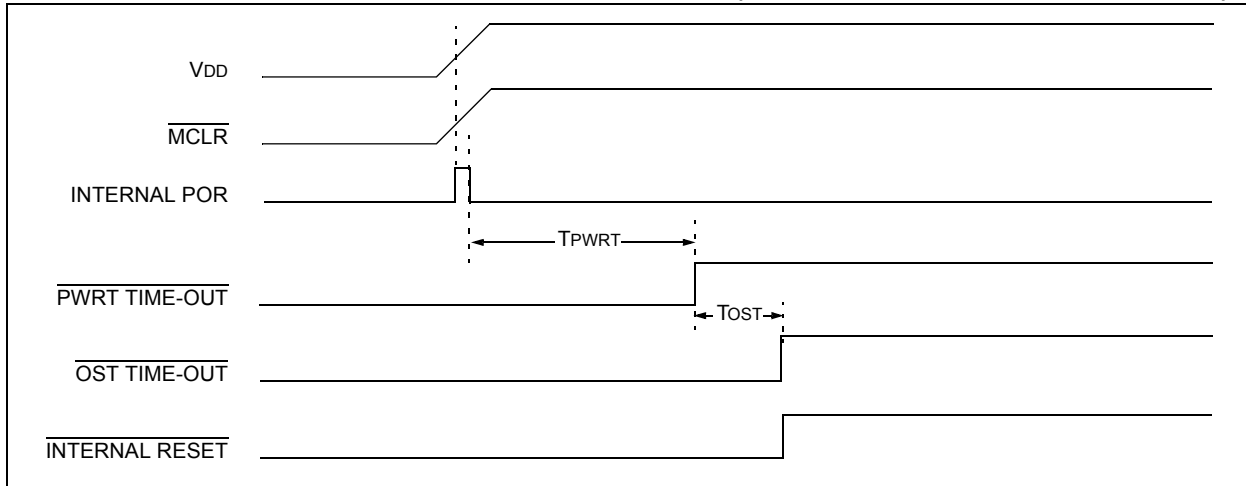 VDD
MCLR
INTERNAL POR
TPWRT
PWRT TIME-OUT
TOST
OST TIME-OUT
INTERNAL RESET